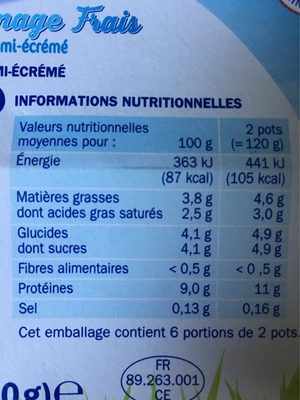 Frais
mi-écrémé
MI-ÉCRÉMÉ
INFORMATIONS NUTRITIONNELLES
Valeurs nutritionnelles 2 pots
moyennes pour : 100 g (= 120 g)
Énergie 363 kJ 441 kJ
(87 kcal) (105 kcal)
Matières grasses 3,8 g 4,6 g
dont acides gras saturés 2,5 g 3,0 g
Glucides 4,1 g 4,9 g
dont sucres 4,1 g 4,9 g
Fibres alimentaires < 0,5 g < 0 ,5 g
Protéines 9,0 g 11 g
Sel 0,13 g 0,16 g
Cet emballage contient 6 portions de 2 pots.
FR
0g)e 89.263.001
CE